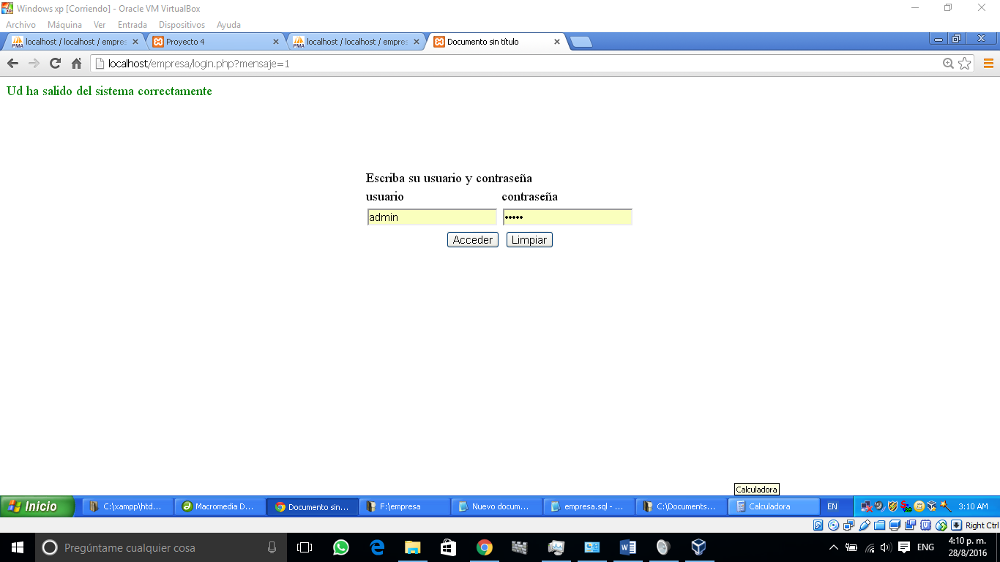 Windows xp [Corriendo] - Oracle VM VirtualBox
Archivo Máquina Ver Entrada Dispositivos Ayuda
localhost / localhost / empres Proyecto 4 localhost / localhost / empres Documento sin título
localhost/empresa/login.php?mensaje=1
Ud ha salido del sistema correctamente
Escriba su usuario y contraseña
usuario contraseña
admin •••••
Acceder Limpiar
Calculadora
Inicio C:\xampp\htd... Macromedia D... Documento sin... F:\empresa Nuevo docum... empresa.sql - ... C:\Documents... Calculadora EN 3:10 AM
Right Ctrl
Pregúntame cualquier cosa ENG 4:10 p. m.
28/8/2016